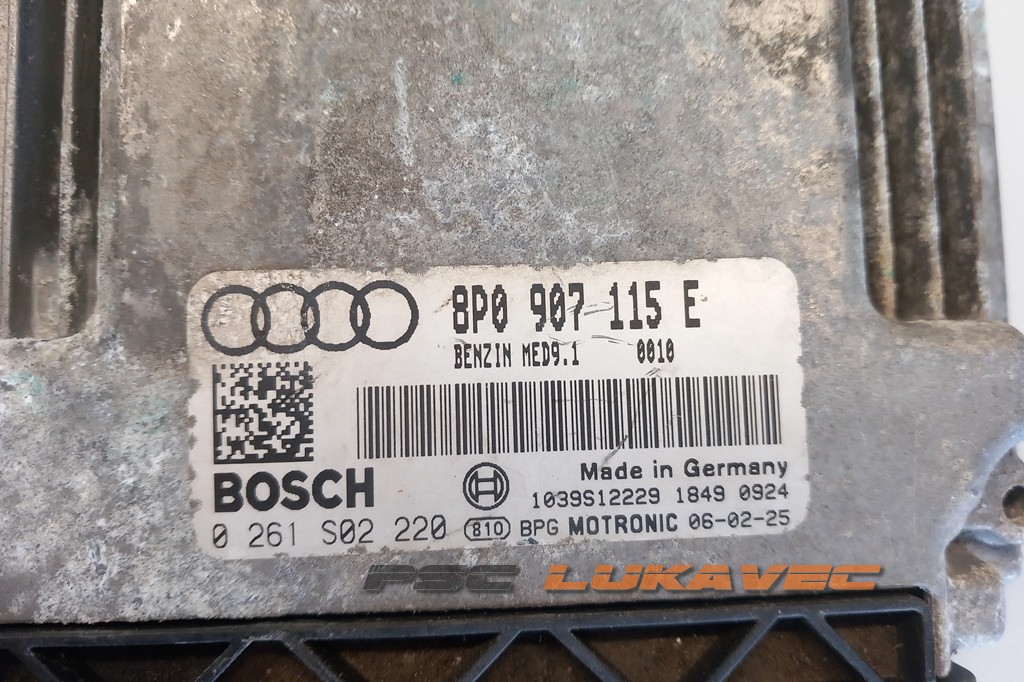 8P0 907 115 E
BENZIN MED9.1 0010
BOSCH
Made in Germany
1039S12229 1849 0924
0 261 S02 220 810 BPG MOTRONIC 06-02-25
PSC LUKAVEC